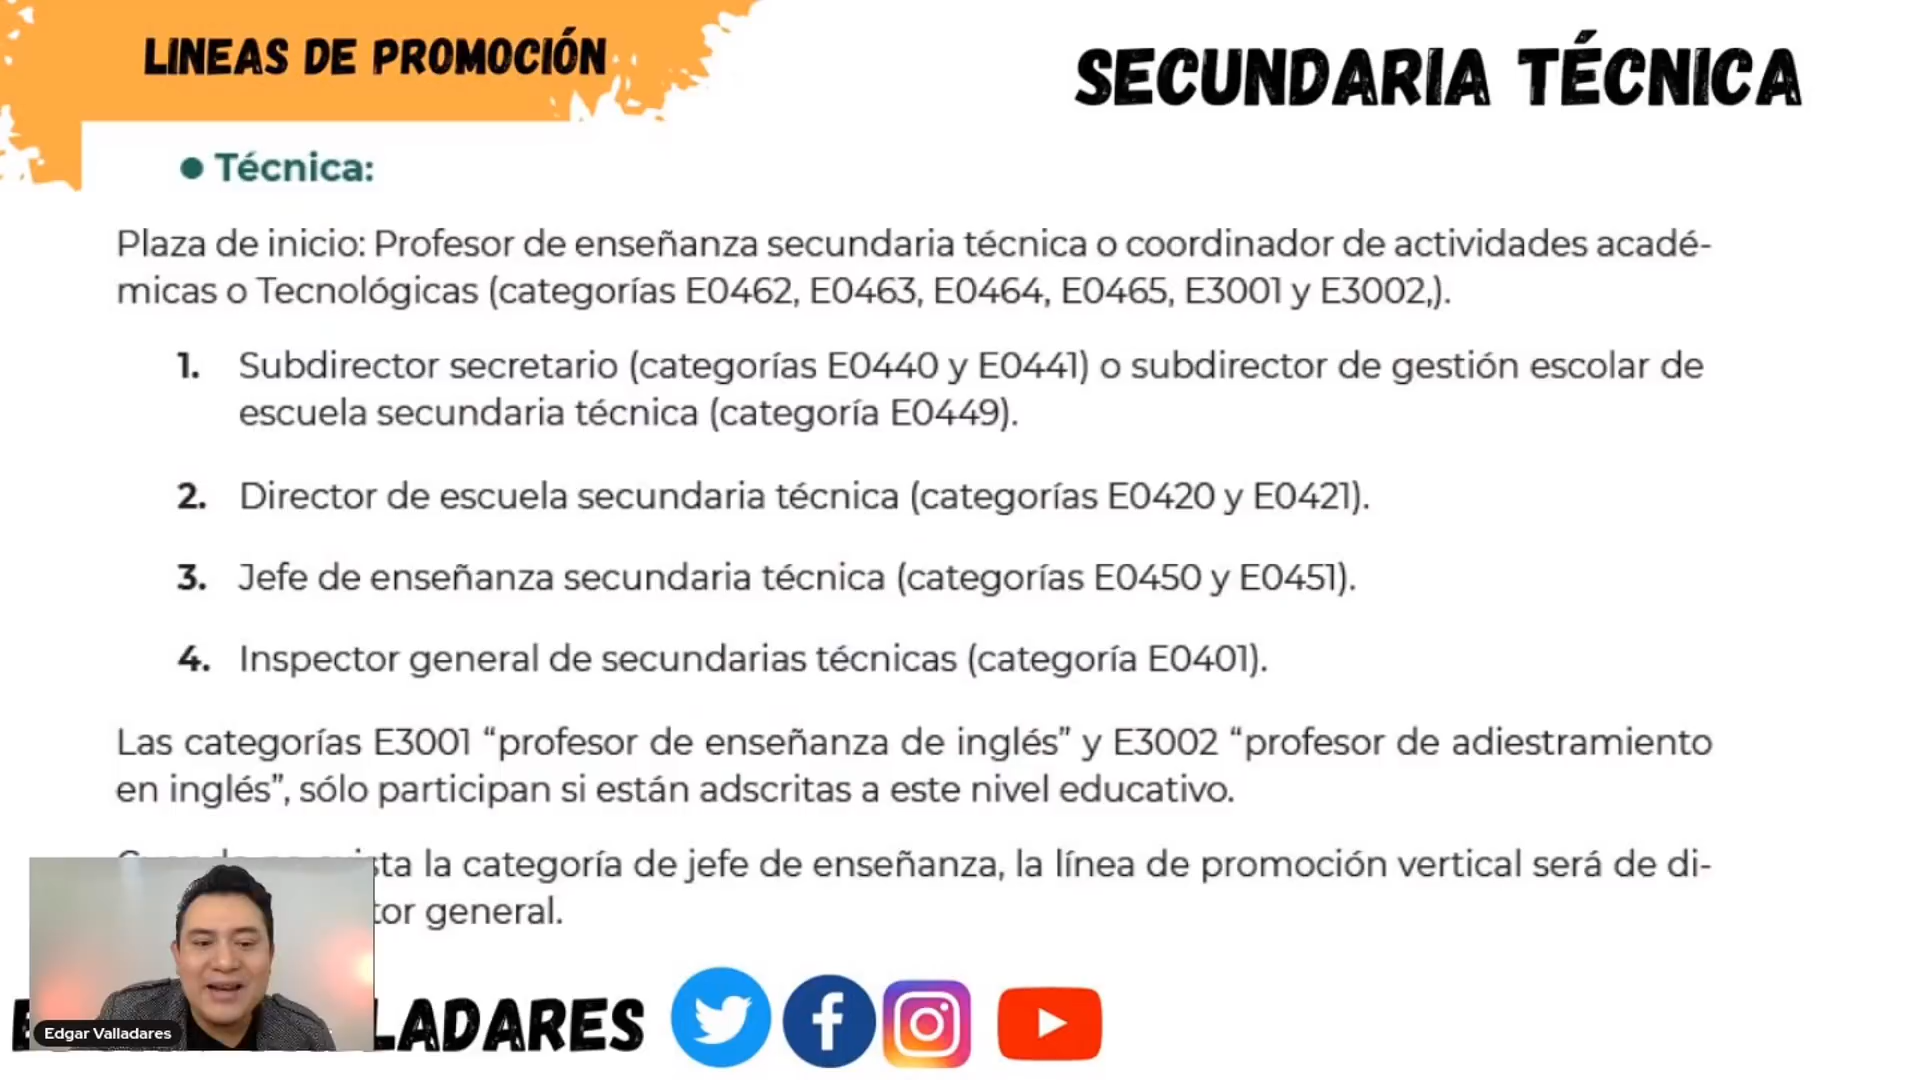 LINEAS DE PROMOCIÓN
SECUNDARIA TÉCNICA
Técnica:
Plaza de inicio: Profesor de enseñanza secundaria técnica o coordinador de actividades acadé-
micas o Tecnológicas (categorías E0462, E0463, E0464, E0465, E3001 y E3002,).
1. Subdirector secretario (categorías E0440 y E0441) o subdirector de gestión escolar de
escuela secundaria técnica (categoría E0449).
2. Director de escuela secundaria técnica (categorías E0420 y E0421).
3. Jefe de enseñanza secundaria técnica (categorías E0450 y E0451).
4. Inspector general de secundarias técnicas (categoría E0401).
Las categorías E3001 “profesor de enseñanza de inglés” y E3002 “profesor de adiestramiento
en inglés”, sólo participan si están adscritas a este nivel educativo.
la categoría de jefe de enseñanza, la línea de promoción vertical será de di-
tor general.
LADARES
Edgar Valladares